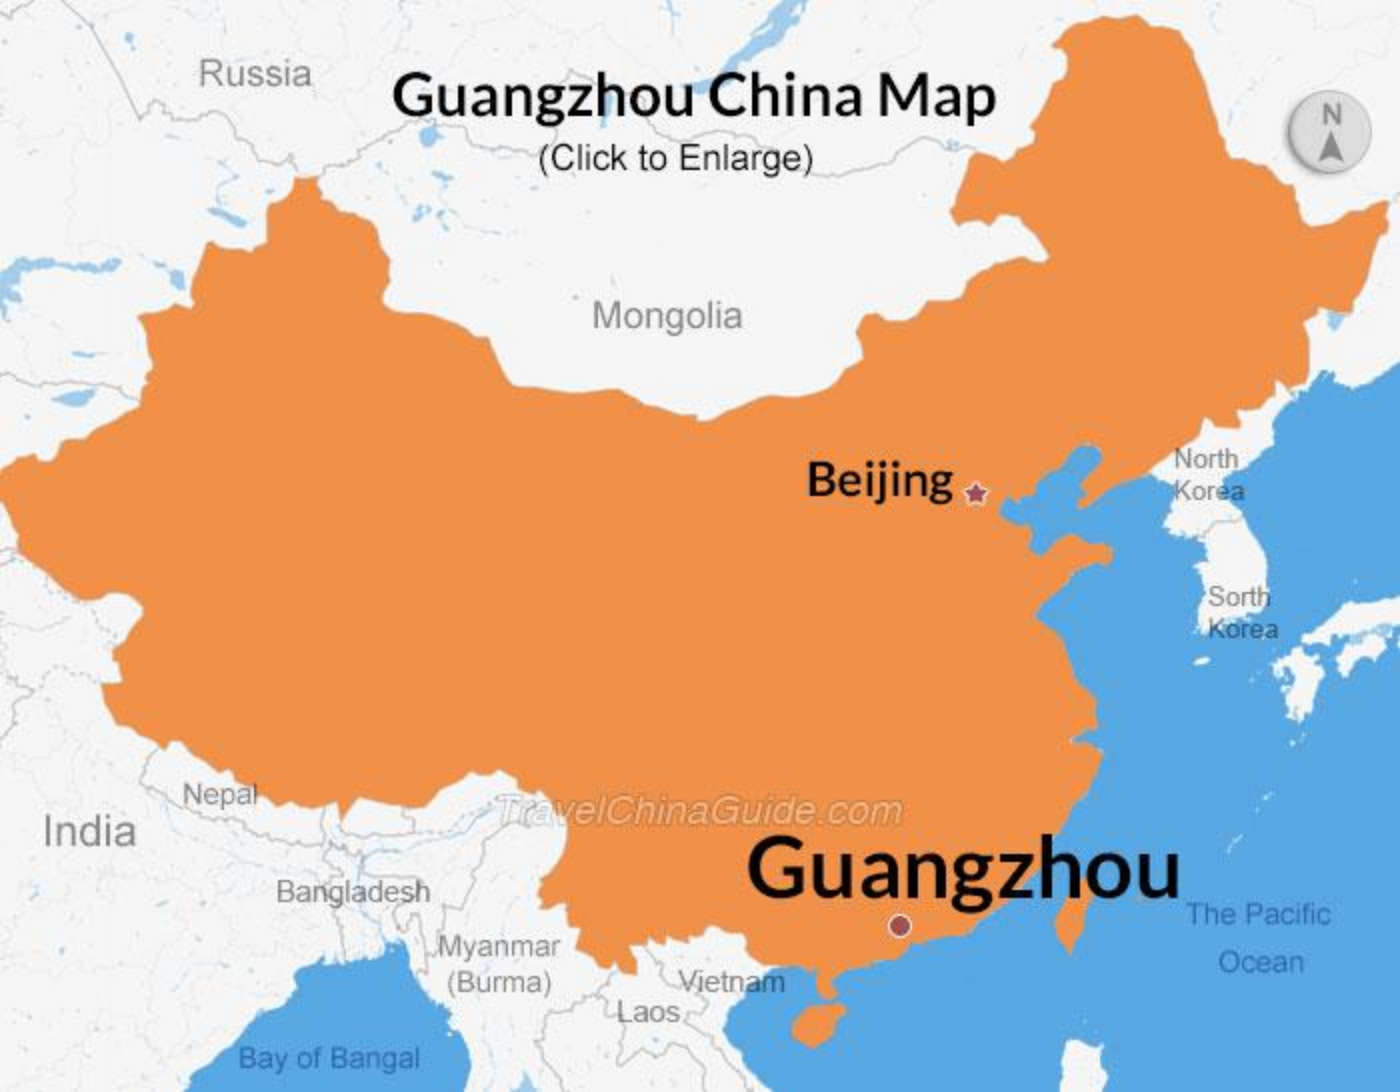 Russia
Guangzhou China Map
(Click to Enlarge)
N
Mongolia
Beijing
North
Korea
Sorth
Korea
Nepal
India
TravelChinaGuide.com
Guangzhou
Bangladesh
The Pacific
Ocean
Myanmar
(Burma)
Vietnam
Laos
Bay of Bangal